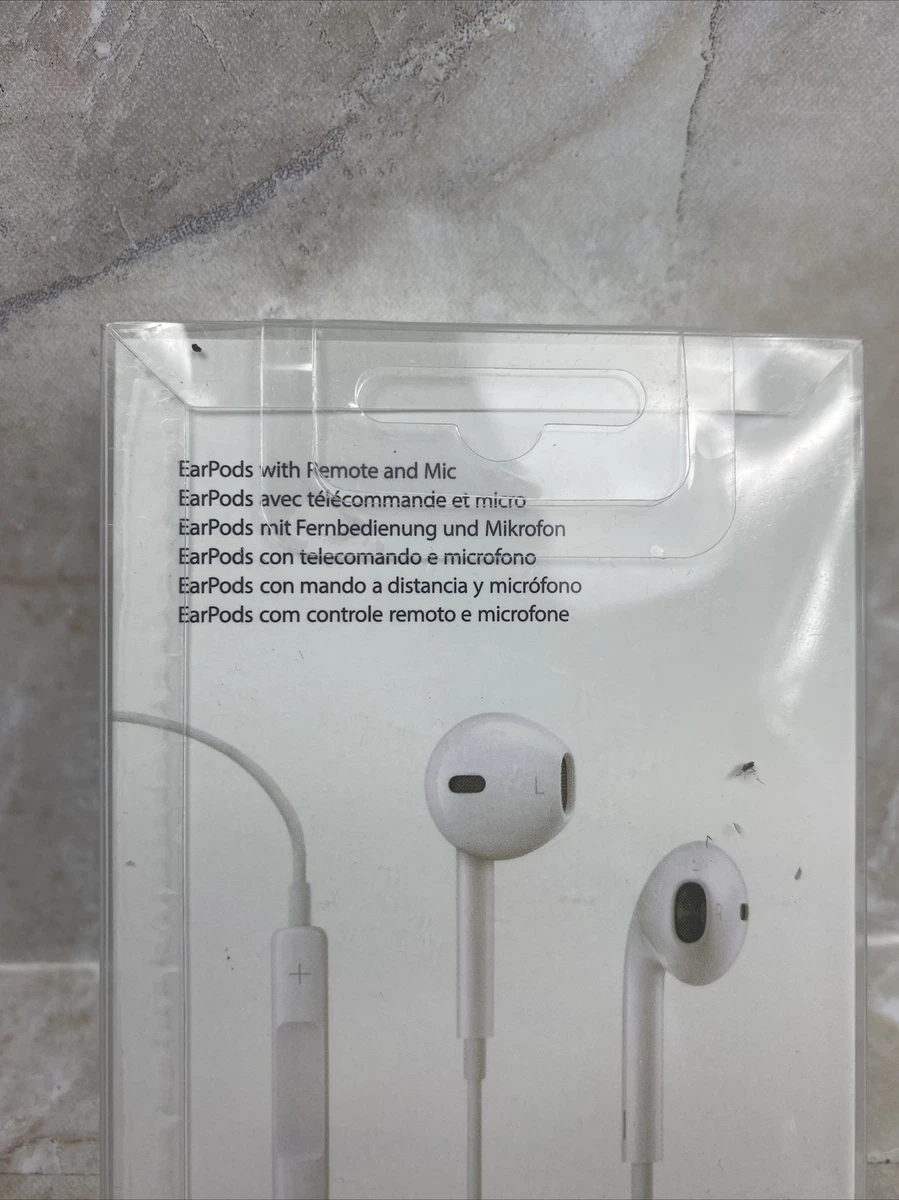 EarPods with Remote and Mic
EarPods avec télécommande et micro
EarPods mit Fernbedienung und Mikrofon
EarPods con telecomando e microfono
EarPods con mando a distancia y micrófono
EarPods com controle remoto e microfone
L
R
+